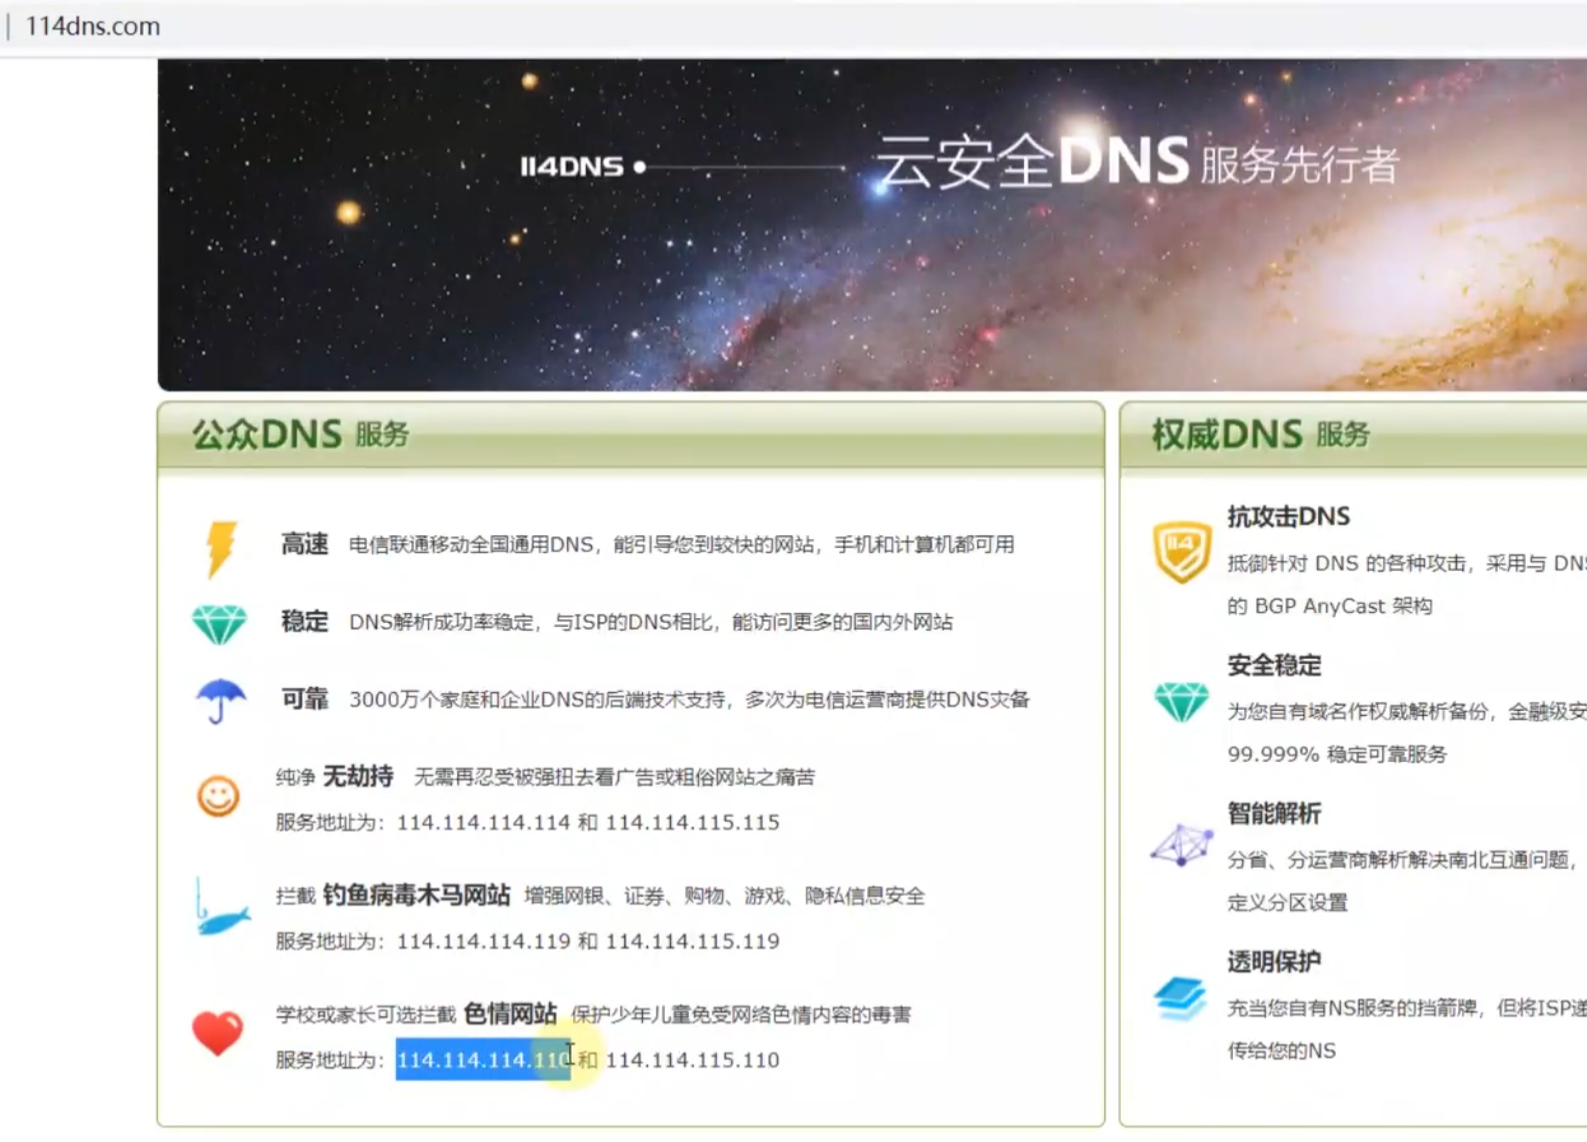 114dns.com
114DNS
云安全DNS 服务先行者
公众DNS 服务
高速 电信联通移动全国通用DNS，能引导您到较快的网站，手机和计算机都可用
稳定 DNS解析成功率稳定，与ISP的DNS相比，能访问更多的国内外网站
可靠 3000万个家庭和企业DNS的后端技术支持，多次为电信运营商提供DNS灾备
纯净 无劫持 无需再忍受被强扭去看广告或粗俗网站之痛苦
服务地址为：114.114.114.114 和 114.114.115.115
拦截 钓鱼病毒木马网站 增强网银、证券、购物、游戏、隐私信息安全
服务地址为：114.114.114.119 和 114.114.115.119
学校或家长可选拦截 色情网站 保护少年儿童免受网络色情内容的毒害
服务地址为：114.114.114.110 和 114.114.115.110
权威DNS 服务
114
抗攻击DNS
抵御针对 DNS 的各种攻击，采用与 DNS
的 BGP AnyCast 架构
安全稳定
为您自有域名作权威解析备份，金融级安
99.999% 稳定可靠服务
智能解析
分省、分运营商解析解决南北互通问题，
定义分区设置
透明保护
充当您自有NS服务的挡箭牌，但将ISP递
传给您的NS